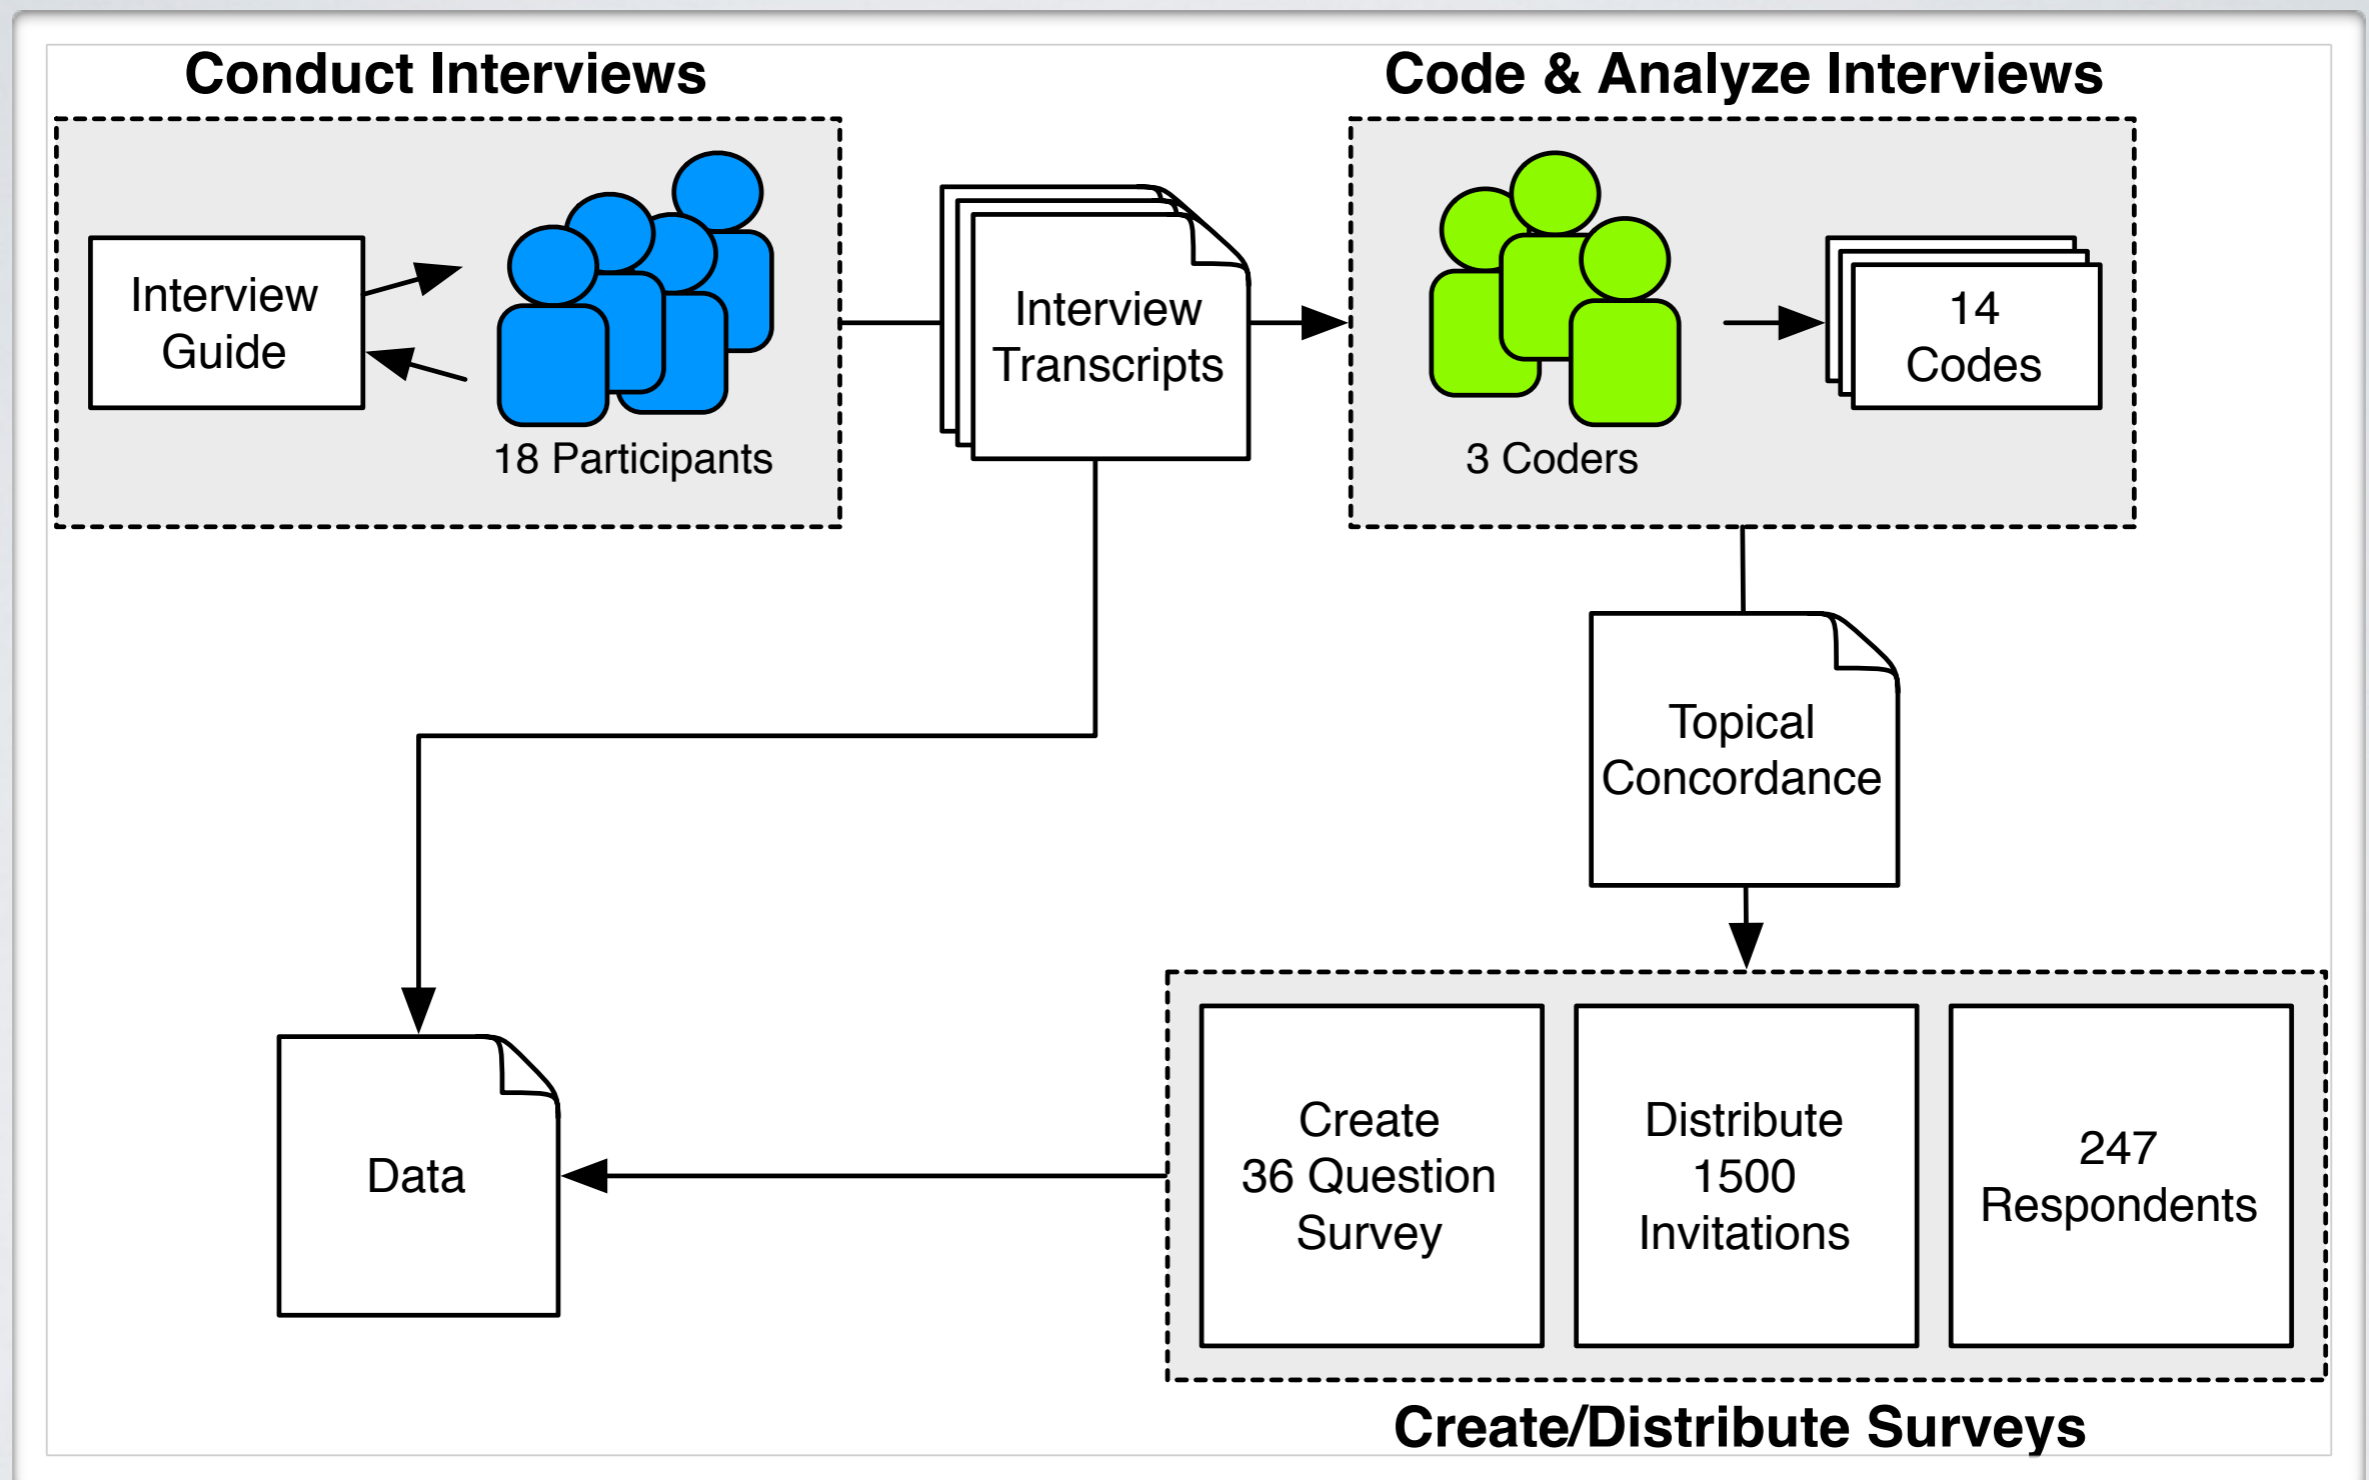 Conduct Interviews
Code & Analyze Interviews
Interview
Guide
18 Participants
Interview
Transcripts
3 Coders
14
Codes
Topical
Concordance
Data
Create
36 Question
Survey
Distribute
1500
Invitations
247
Respondents
Create/Distribute Surveys